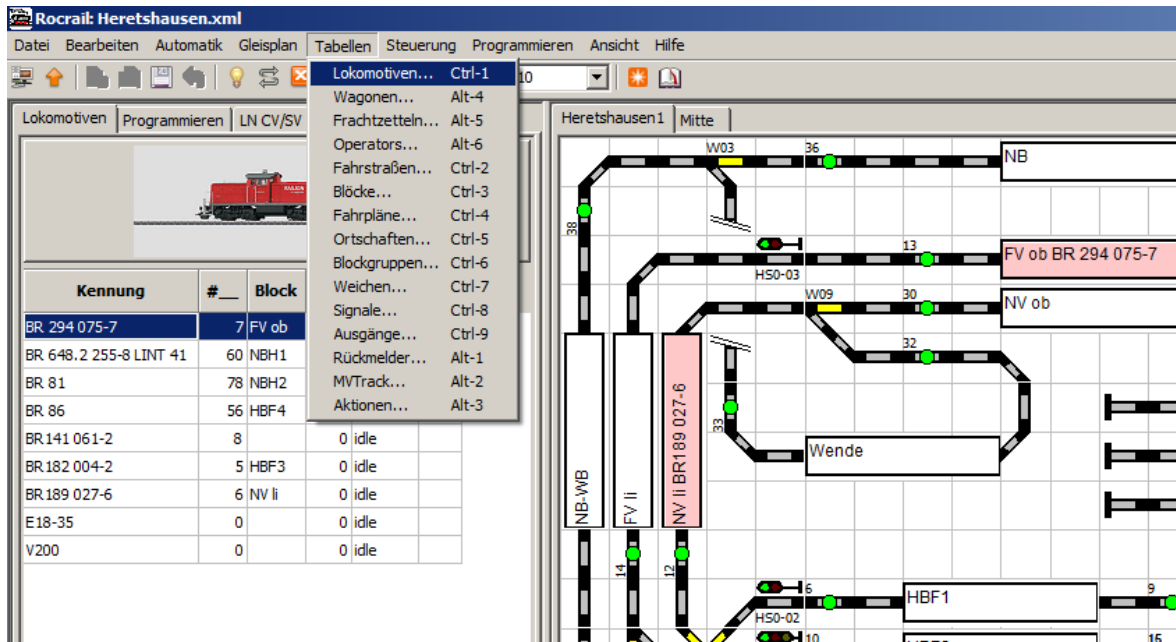 Rocrail: Heretshausen.xml
Datei Bearbeiten Automatik Gleisplan Tabellen Steuerung Programmieren Ansicht Hilfe
10
Lokomotiven... Ctrl-1
Wagonen... Alt-4
Frachtzetteln... Alt-5
Operators... Alt-6
Fahrstraßen... Ctrl-2
Blöcke... Ctrl-3
Fahrpläne... Ctrl-4
Ortschaften... Ctrl-5
Blockgruppen... Ctrl-6
Weichen... Ctrl-7
Signale... Ctrl-8
Ausgänge... Ctrl-9
Rückmelder... Alt-1
MVTrack... Alt-2
Aktionen... Alt-3
Lokomotiven Programmieren LN CV/SV
Kennung #__ Block
BR 294 075-7 7 FV ob
BR 648.2 255-8 LINT 41 60 NBH1
BR 81 78 NBH2
BR 86 56 HBF4
BR141 061-2 8 0 idle
BR182 004-2 5 HBF3 0 idle
BR189 027-6 6 NV li 0 idle
E18-35 0 0 idle
V200 0 0 idle
Heretshausen1 Mitte
W03 36 NB
38
HS0-03 13 FV ob BR 294 075-7
W09 30 NV ob
32
33
Wende
NB-WB
FV li
NV li BR189 027-6
14
12
HS0-02 6 HBF1 9
10 15